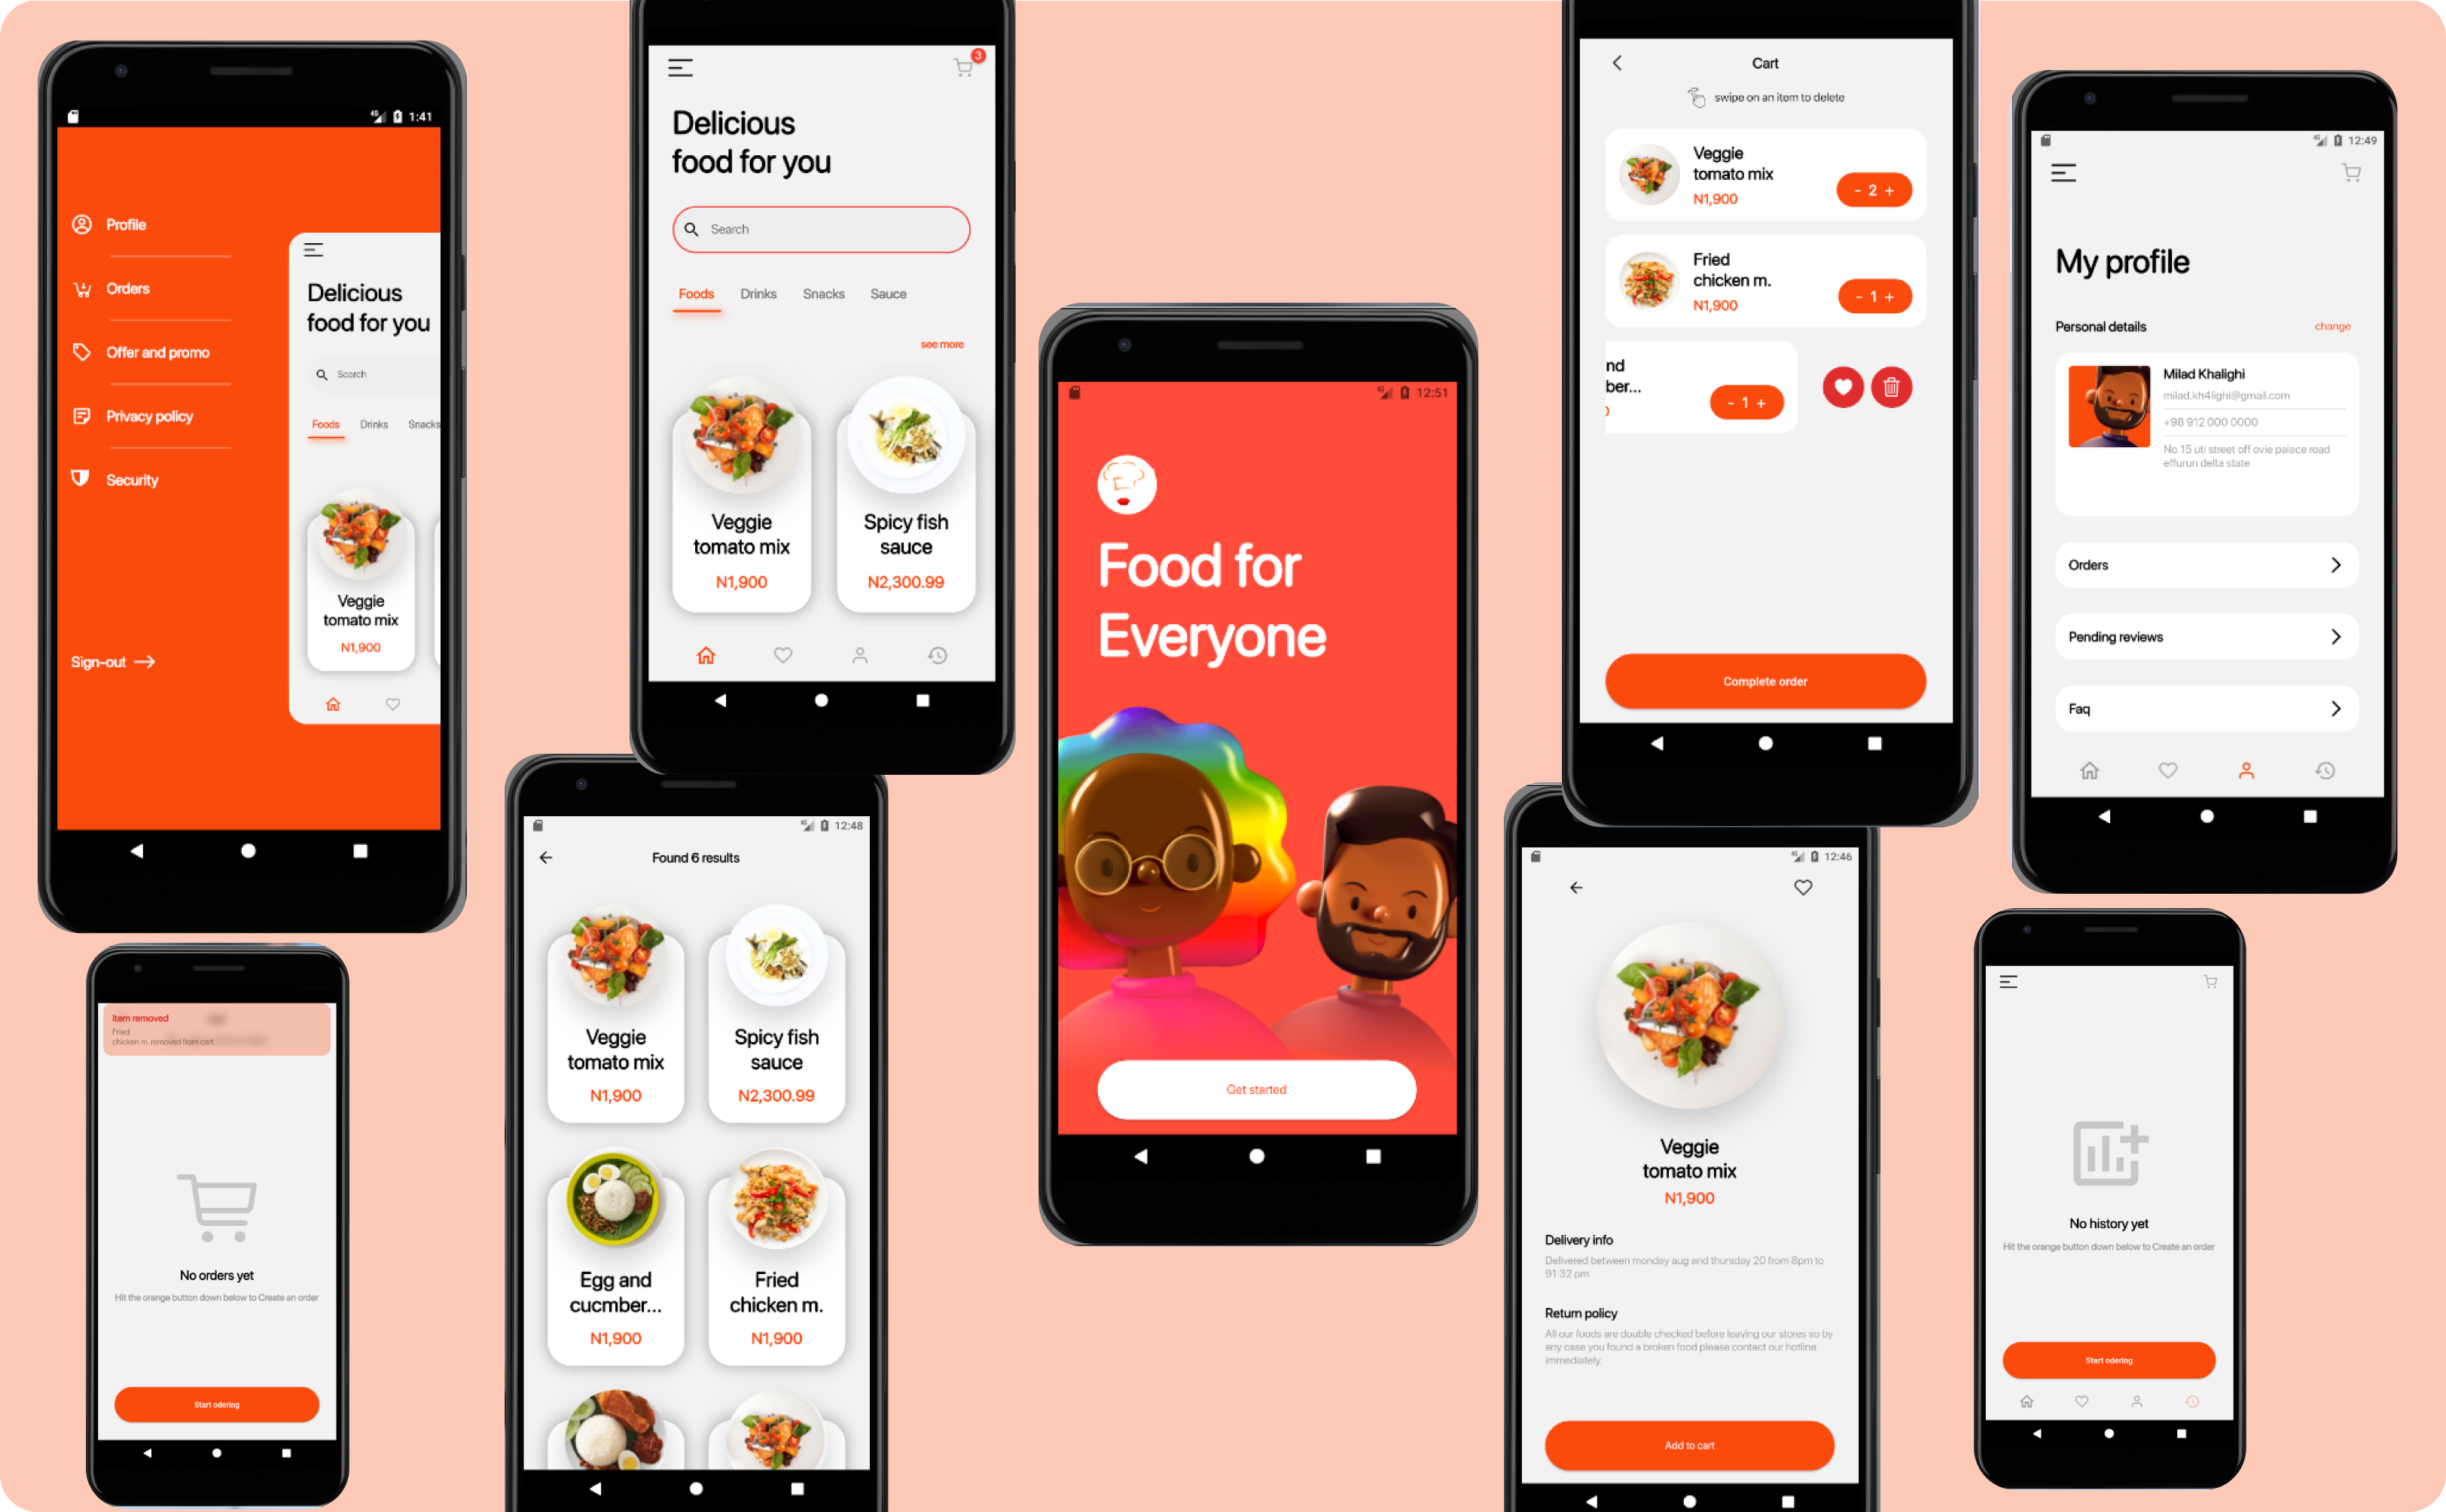 1:41
Profile
Orders
Offer and promo
Privacy policy
Security
Sign-out
Delicious
food for you
Search
Foods Drinks Snacks
Veggie
tomato mix
N1,900
3
Delicious
food for you
Search
Foods Drinks Snacks Sauce
see more
Veggie
tomato mix
N1,900
Spicy fish
sauce
N2,300.99
12:51
Food for
Everyone
Get started
Cart
swipe on an item to delete
Veggie
tomato mix
N1,900
- 2 +
Fried
chicken m.
N1,900
- 1 +
nd
ber...
- 1 +
Complete order
12:49
My profile
Personal details change
Milad Khalighi
milad.kh4lighi@gmail.com
+98 912 000 0000
No 15 uti street off ovie palace road
effurun delta state
Orders
Pending reviews
Faq
Item removed
Fried
chicken m. removed from cart
No orders yet
Hit the orange button down below to Create an order
Start odering
12:48
Found 6 results
Veggie
tomato mix
N1,900
Spicy fish
sauce
N2,300.99
Egg and
cucmber...
N1,900
Fried
chicken m.
N1,900
12:46
Veggie
tomato mix
N1,900
Delivery info
Delivered between monday aug and thursday 20 from 8pm to
91:32 pm
Return policy
All our foods are double checked before leaving our stores so by
any case you found a broken food please contact our hotline
immediately.
Add to cart
No history yet
Hit the orange button down below to Create an order
Start odering